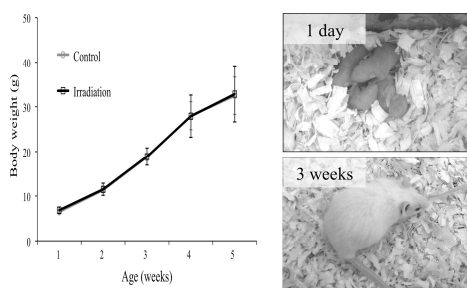 50
40
30
20
10
0
Body weight (g)
Control
Irradiation
1 2 3 4 5
Age (weeks)
1 day
3 weeks